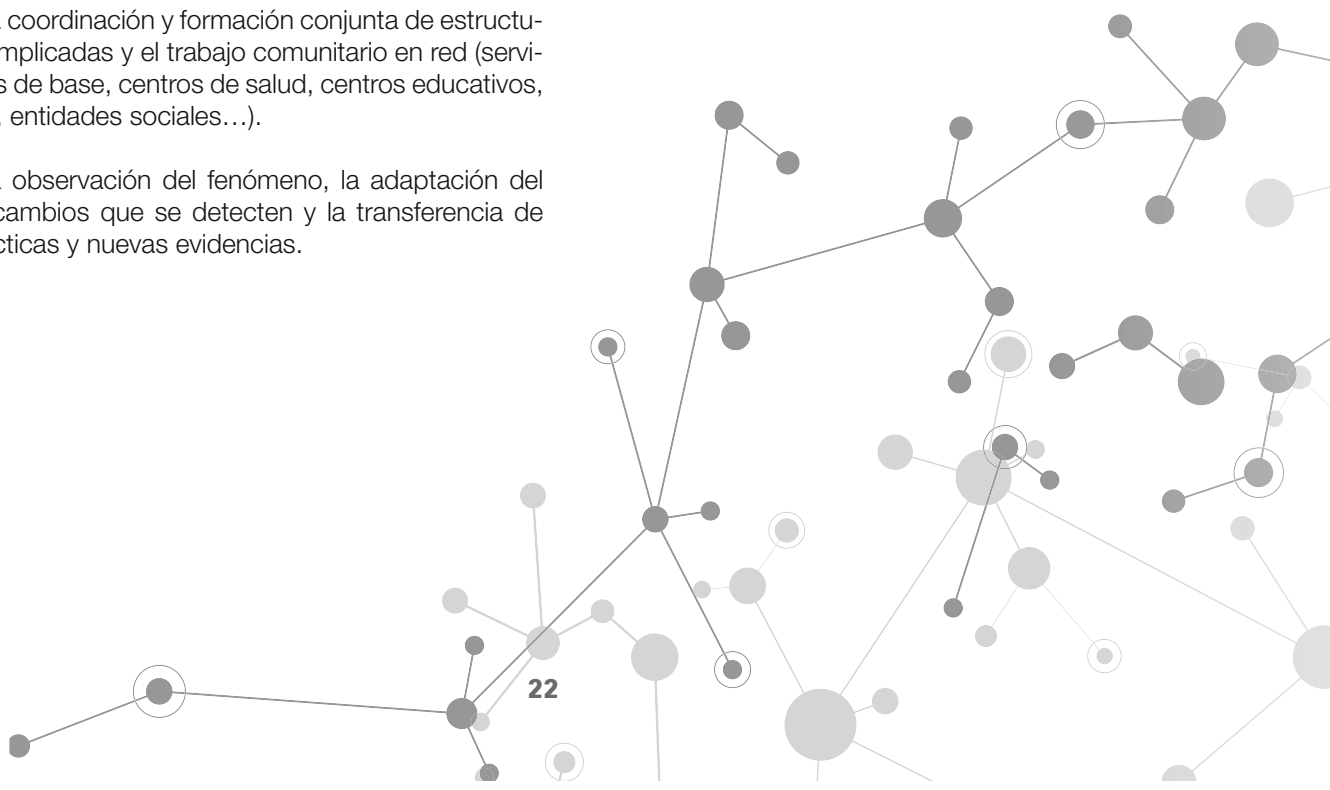 coordinación y formación conjunta de estructu-
mplicadas y el trabajo comunitario en red (servi-
s de base, centros de salud, centros educativos,
, entidades sociales…).
observación del fenómeno, la adaptación del
cambios que se detecten y la transferencia de
cticas y nuevas evidencias.
22